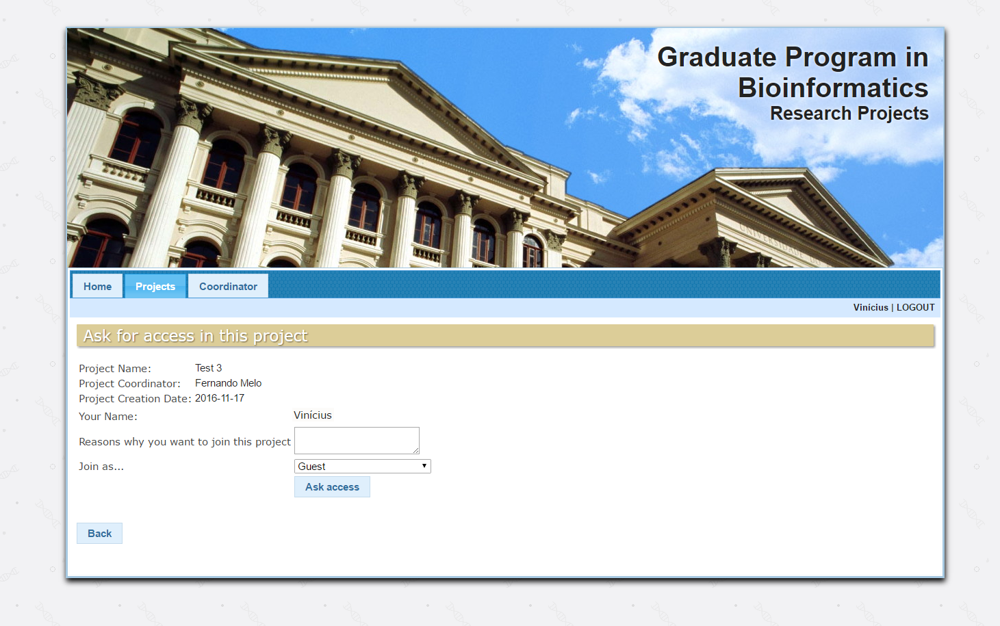 Graduate Program in
Bioinformatics
Research Projects
UNIVERSIDADE DO
Home Projects Coordinator
Vinícius | LOGOUT
Ask for access in this project
Project Name: Test 3
Project Coordinator: Fernando Melo
Project Creation Date: 2016-11-17
Your Name: Vinícius
Reasons why you want to join this project
Join as... Guest
Ask access
Back